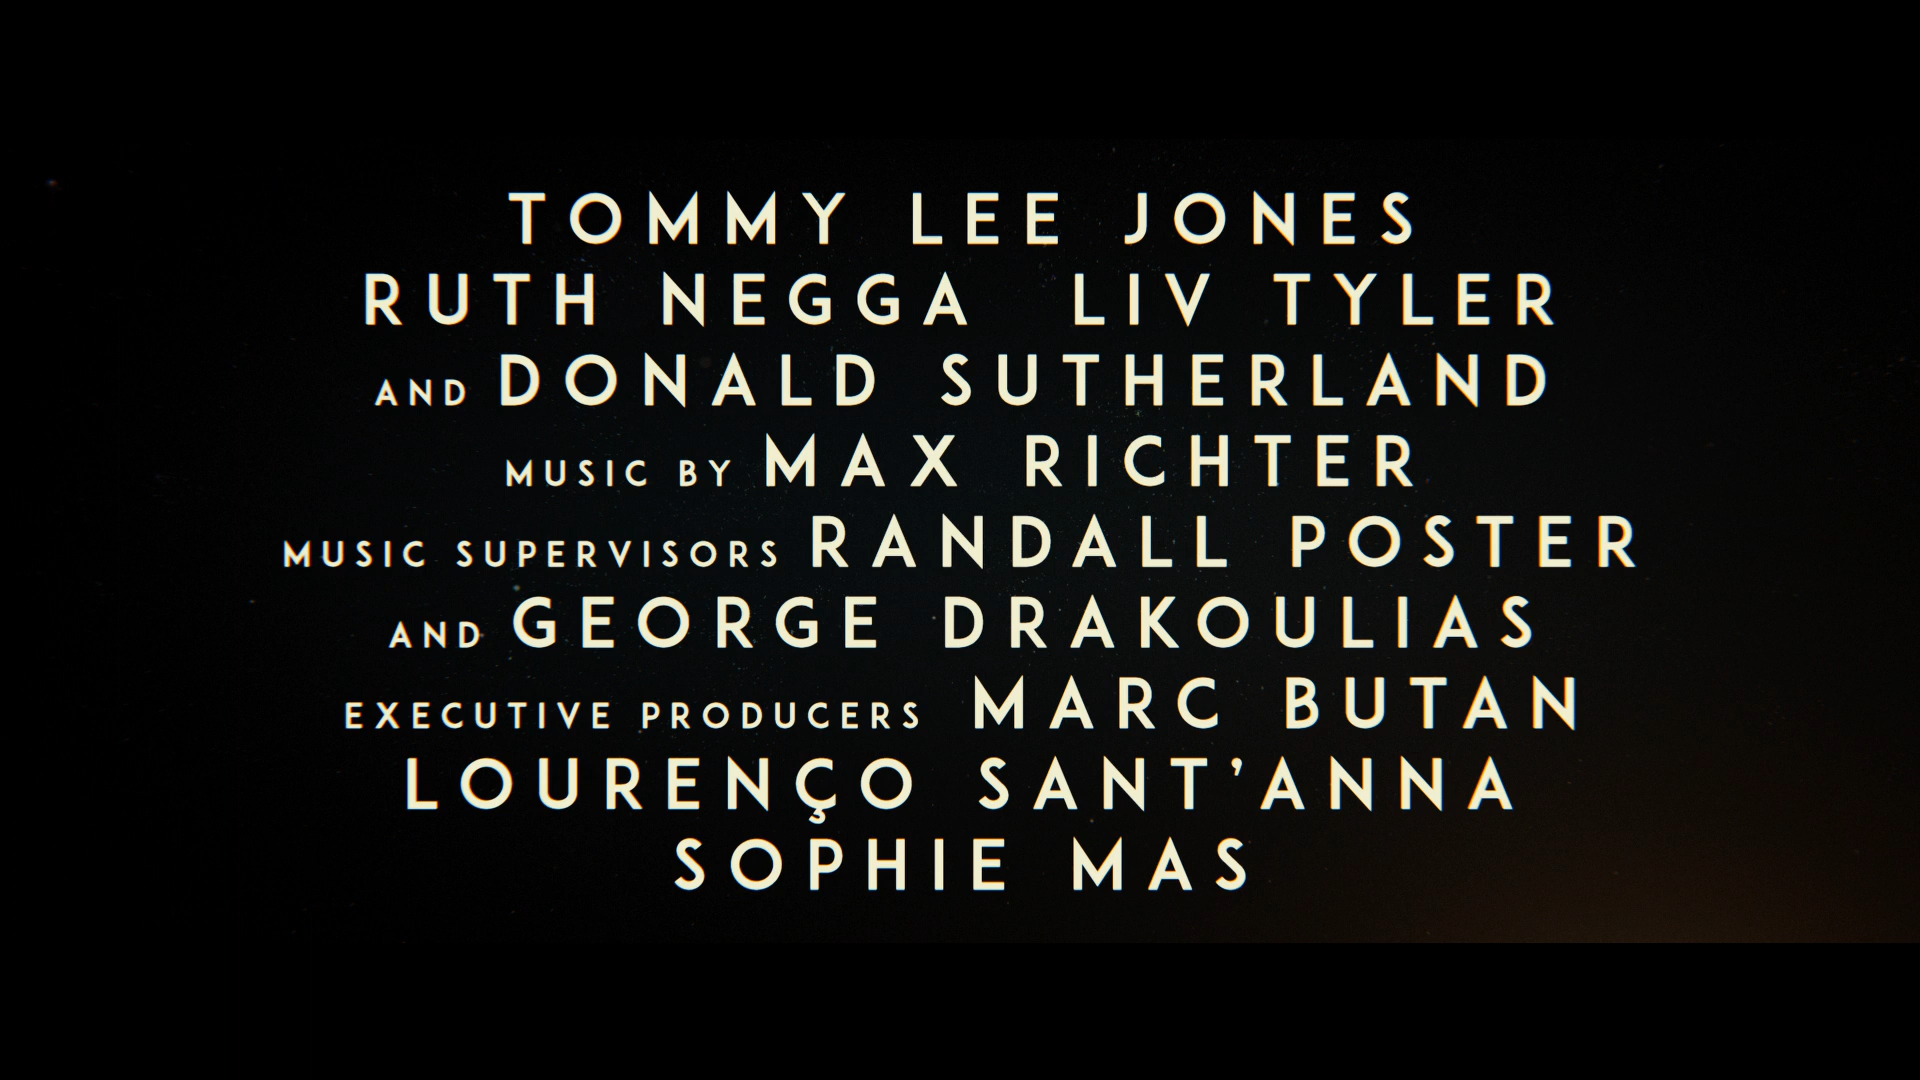 TOMMY LEE JONES
RUTH NEGGA LIV TYLER
AND DONALD SUTHERLAND
MUSIC BY MAX RICHTER
MUSIC SUPERVISORS RANDALL POSTER
AND GEORGE DRAKOULIAS
EXECUTIVE PRODUCERS MARC BUTAN
LOURENÇO SANT’ANNA
SOPHIE MAS